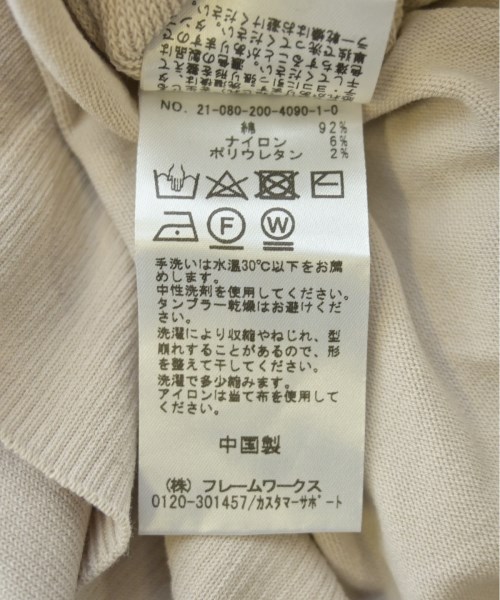 NO. 21-080-200-4090-1-0
綿 92%
ナイロン 6%
ポリウレタン 2%
F W
手洗いは水温30℃以下をお薦
めします。
中性洗剤を使用してください。
タンブラー乾燥はお避けくださ
い。
洗濯により収縮やねじれ、型
崩れすることがあるので、形
を整えて干してください。
洗濯で多少縮みます。
アイロンは当て布を使用して
ください。
中国製
(株) フレームワークス
0120-301457/カスタマーサポート